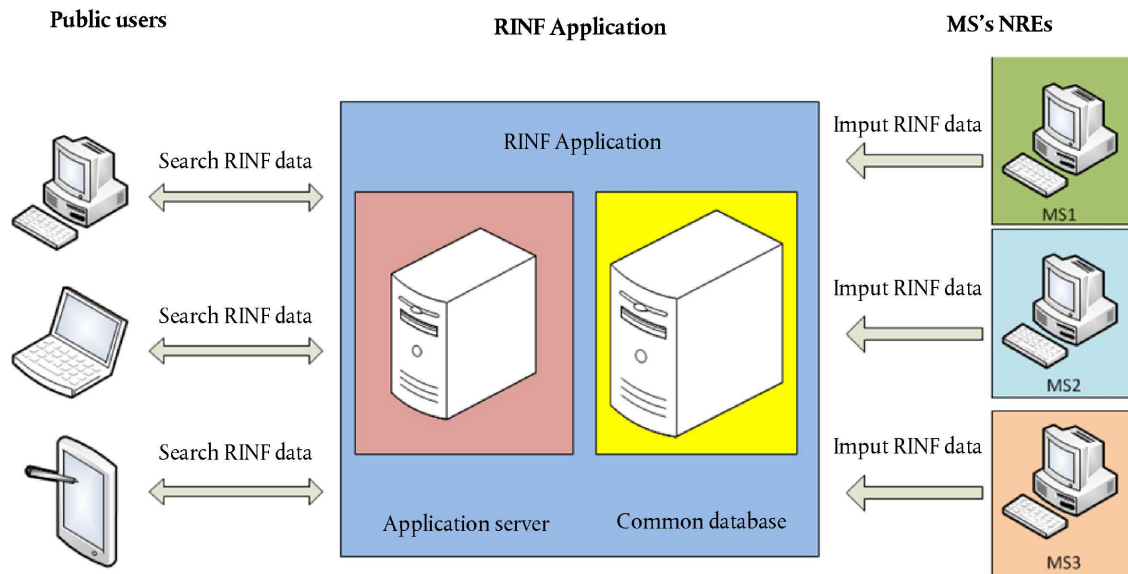 Public users
RINF Application
MS's NREs
Imput RINF data
RINF Application
Search RINF data
MS1
Imput RINF data
Search RINF data
MS2
Imput RINF data
Search RINF data
Application server
Common database
MS3